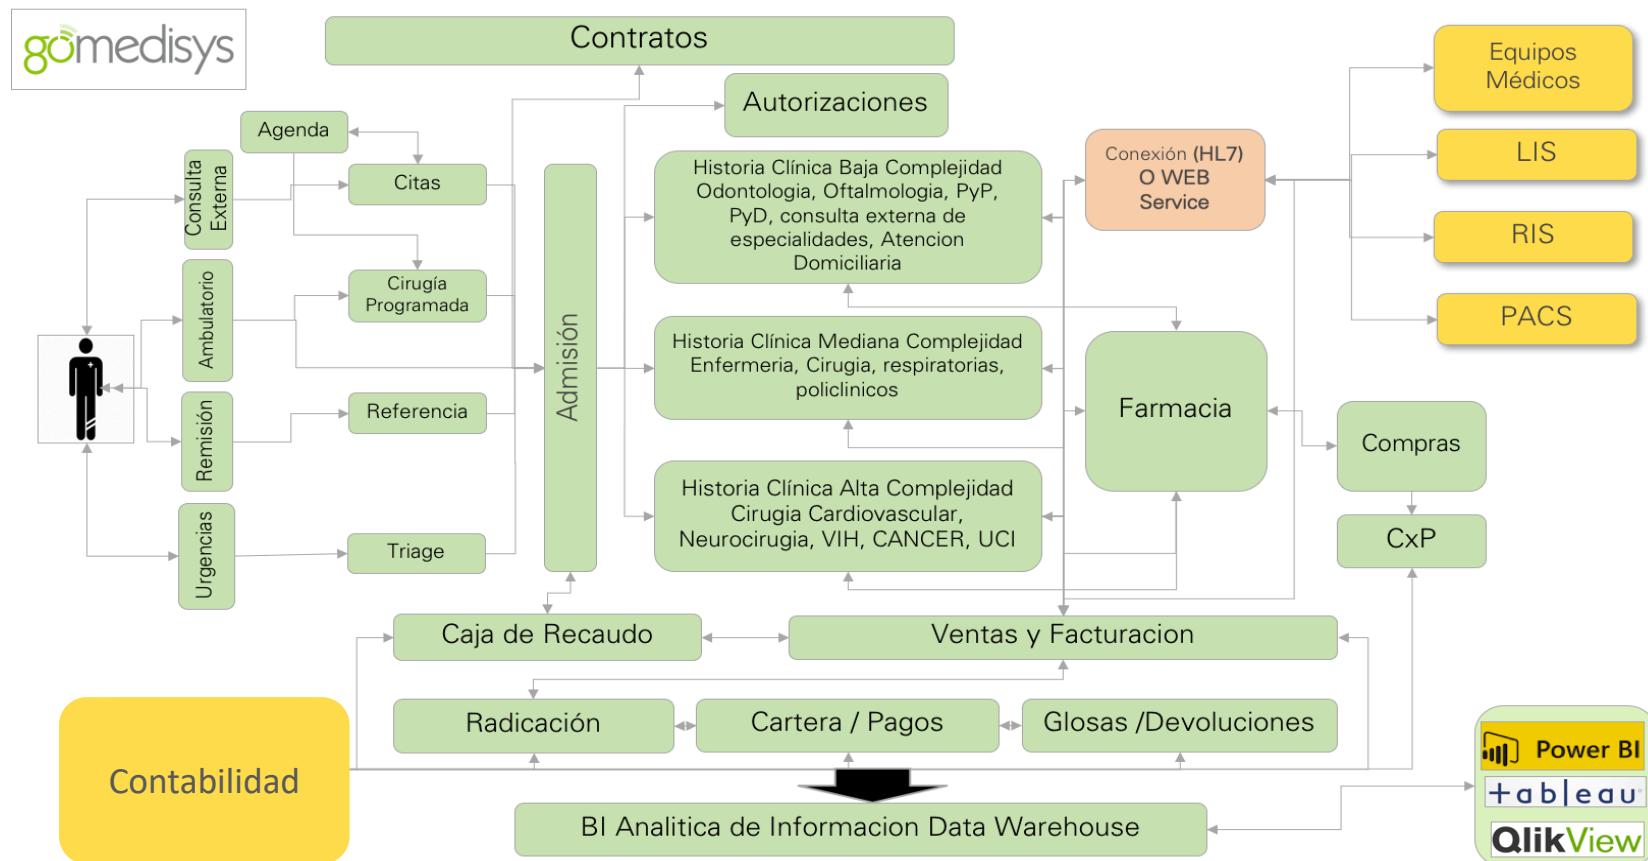 gomedisys
Contratos
Autorizaciones
Agenda
Citas
Consulta
Externa
Cirugía
Programada
Ambulatorio
Remisión
Referencia
Urgencias
Triage
Admisión
Historia Clínica Baja Complejidad
Odontologia, Oftalmologia, PyP,
PyD, consulta externa de
especialidades, Atencion
Domiciliaria
Historia Clínica Mediana Complejidad
Enfermeria, Cirugia, respiratorias,
policlinicos
Historia Clínica Alta Complejidad
Cirugia Cardiovascular,
Neurocirugia, VIH, CANCER, UCI
Conexión (HL7)
O WEB
Service
Equipos
Médicos
LIS
RIS
PACS
Farmacia
Compras
CxP
Caja de Recaudo
Ventas y Facturacion
Radicación
Cartera / Pagos
Glosas /Devoluciones
Contabilidad
BI Analitica de Informacion Data Warehouse
Power BI
+ableau
QlikView